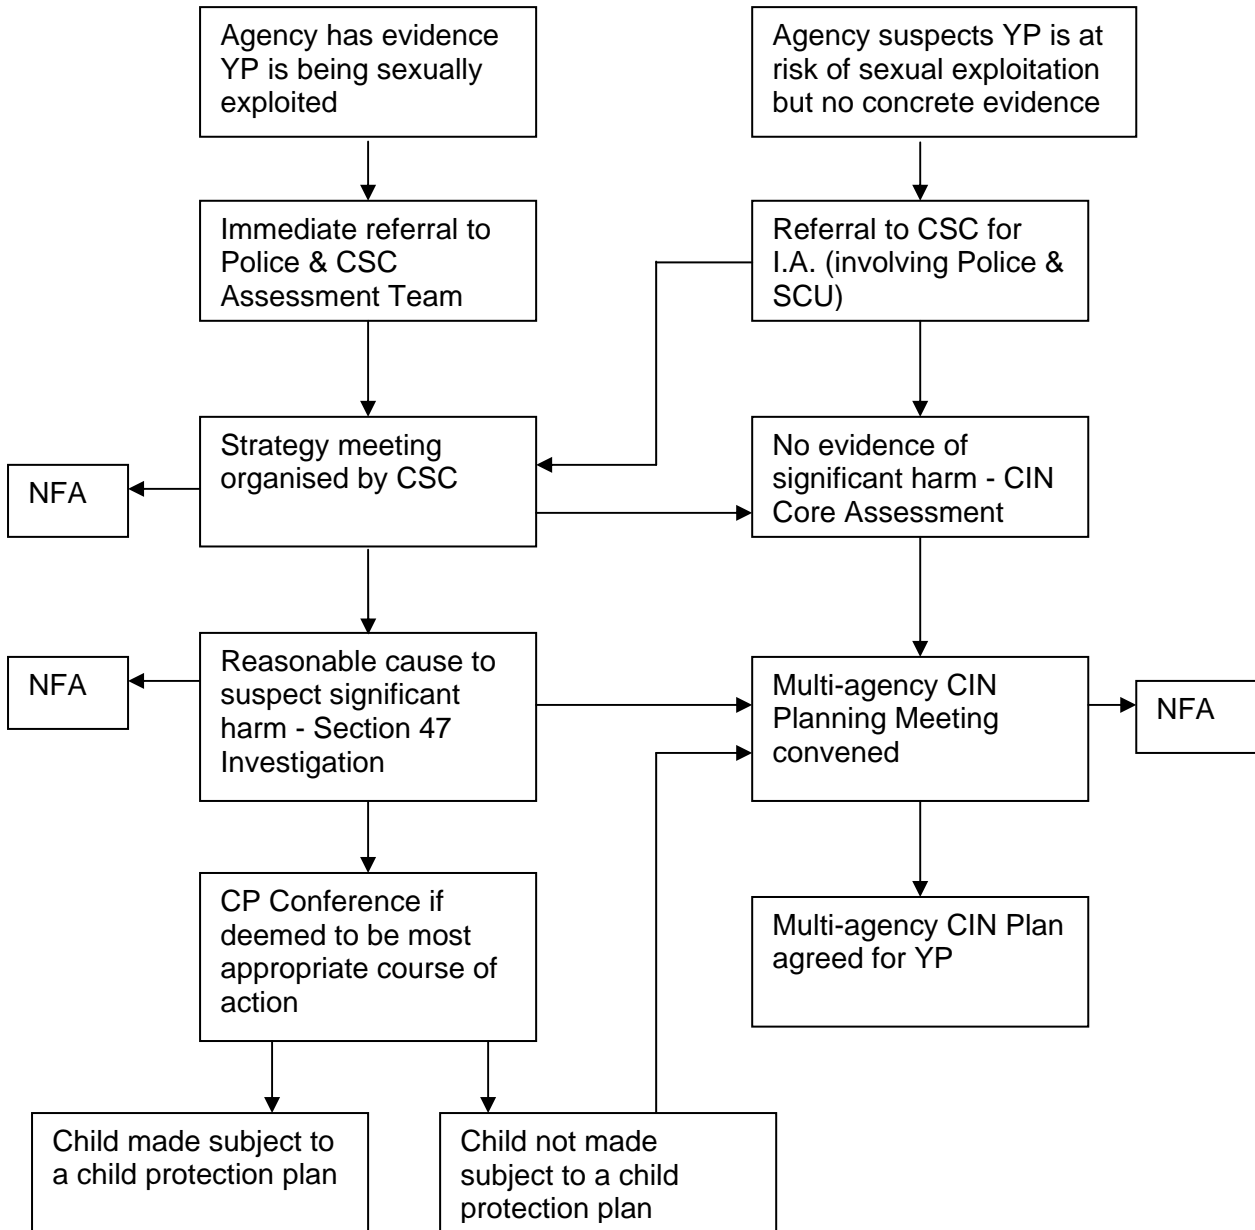 Agency has evidence
YP is being sexually
exploited
Agency suspects YP is at
risk of sexual exploitation
but no concrete evidence
Immediate referral to
Police & CSC
Assessment Team
Referral to CSC for
I.A. (involving Police &
SCU)
NFA
Strategy meeting
organised by CSC
No evidence of
significant harm - CIN
Core Assessment
NFA
Reasonable cause to
suspect significant
harm - Section 47
Investigation
Multi-agency CIN
Planning Meeting
convened
NFA
CP Conference if
deemed to be most
appropriate course of
action
Multi-agency CIN Plan
agreed for YP
Child made subject to
a child protection plan
Child not made
subject to a child
protection plan